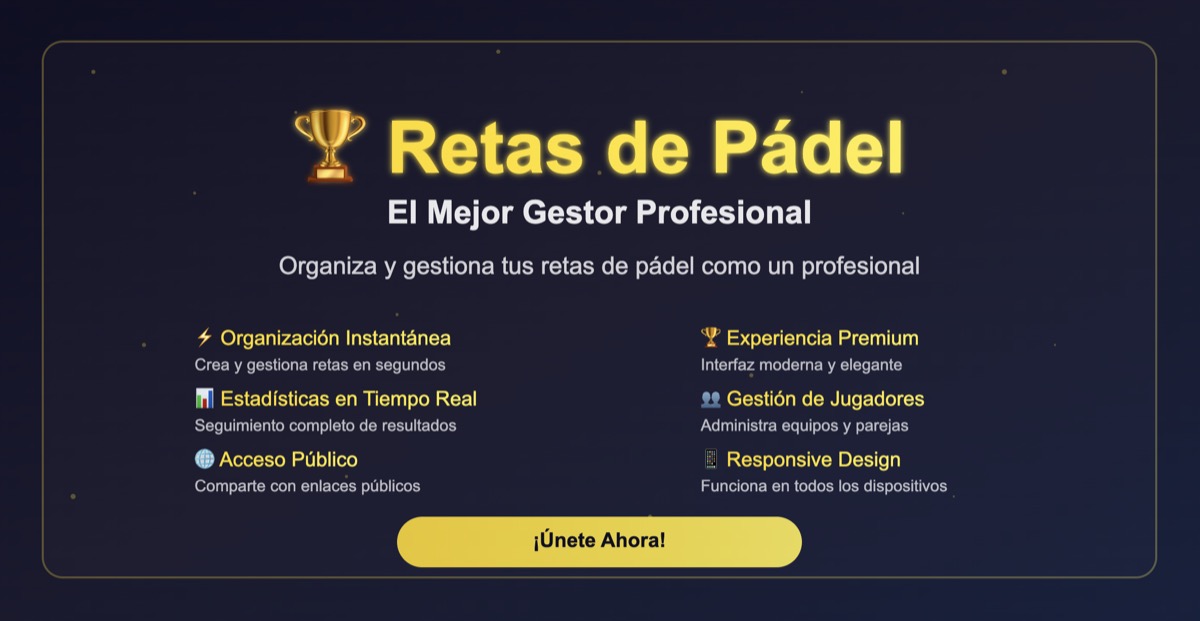 🏆 Retas de Pádel
El Mejor Gestor Profesional
Organiza y gestiona tus retas de pádel como un profesional
⚡ Organización Instantánea
Crea y gestiona retas en segundos
📊 Estadísticas en Tiempo Real
Seguimiento completo de resultados
🌐 Acceso Público
Comparte con enlaces públicos
🏆 Experiencia Premium
Interfaz moderna y elegante
👥 Gestión de Jugadores
Administra equipos y parejas
📱 Responsive Design
Funciona en todos los dispositivos
¡Únete Ahora!